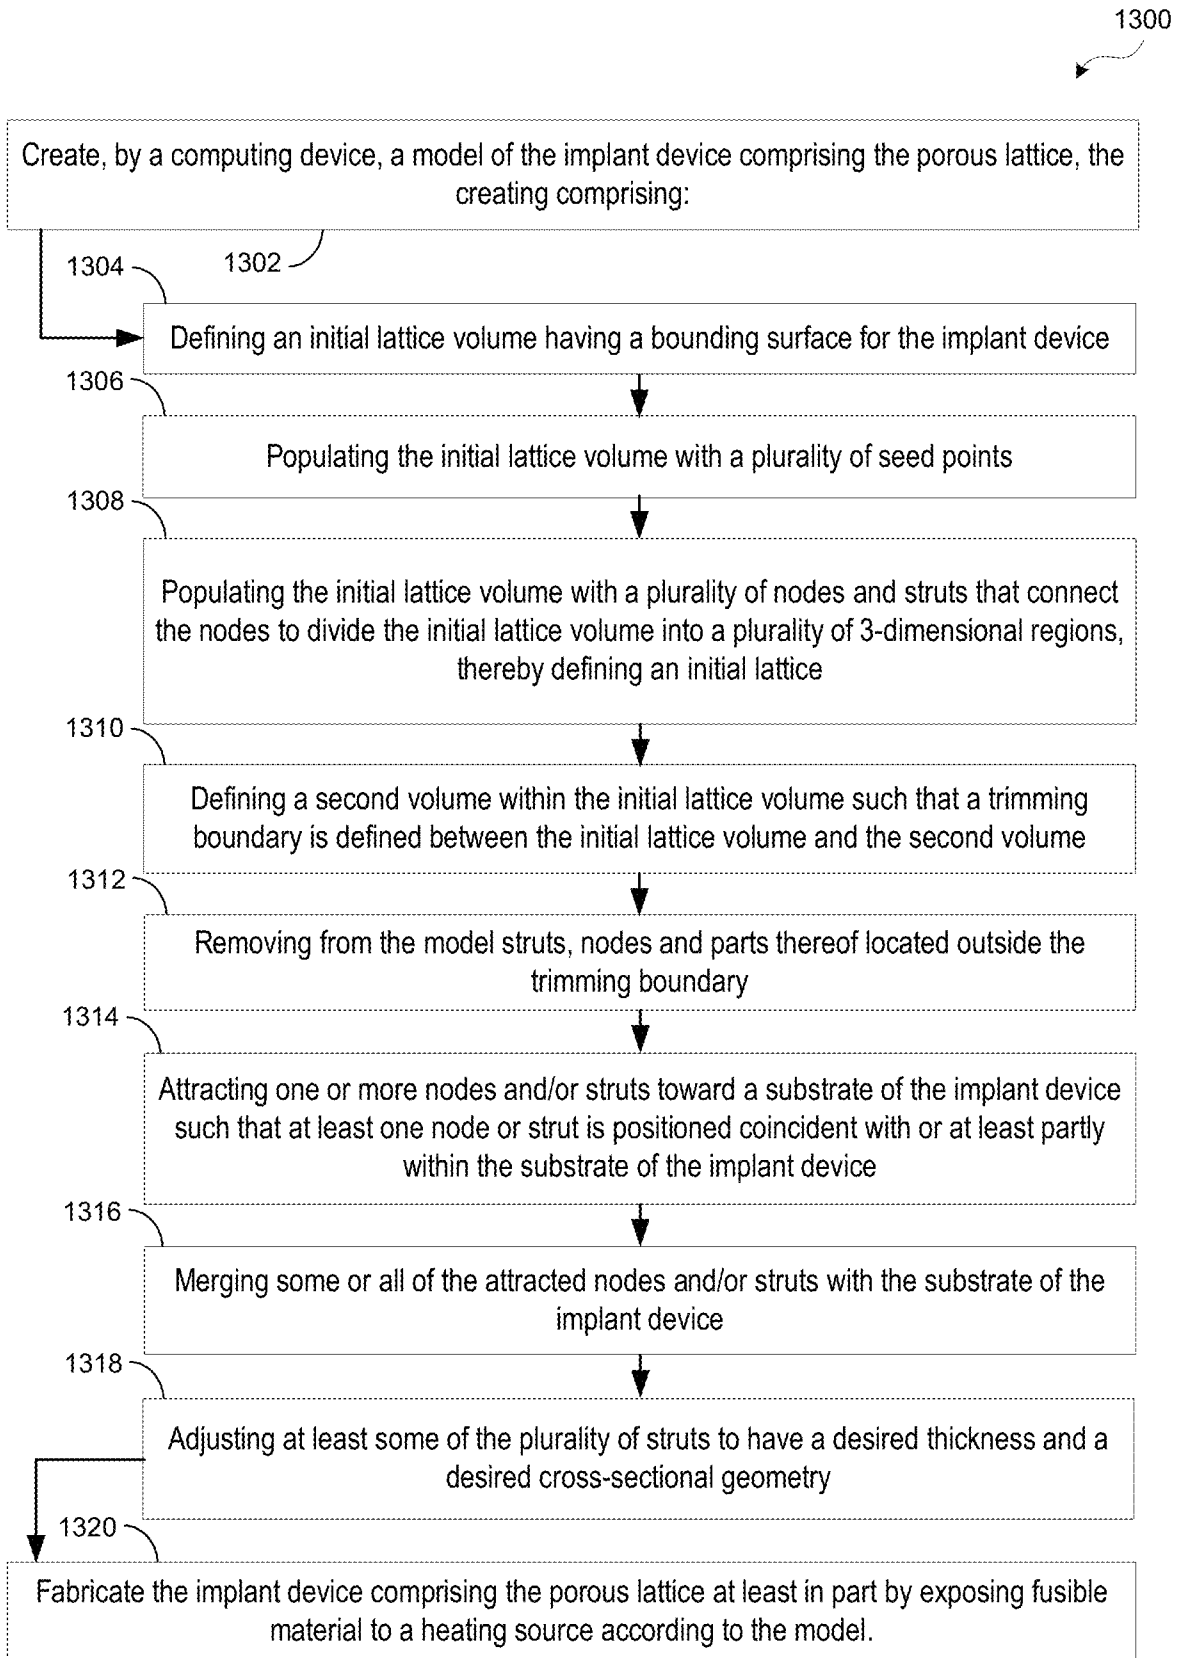 1300
Create, by a computing device, a model of the implant device comprising the porous lattice, the
creating comprising:
1302
1304
Defining an initial lattice volume having a bounding surface for the implant device
1306
Populating the initial lattice volume with a plurality of seed points
1308
Populating the initial lattice volume with a plurality of nodes and struts that connect
the nodes to divide the initial lattice volume into a plurality of 3-dimensional regions,
thereby defining an initial lattice
1310
Defining a second volume within the initial lattice volume such that a trimming
boundary is defined between the initial lattice volume and the second volume
1312
Removing from the model struts, nodes and parts thereof located outside the
trimming boundary
1314
Attracting one or more nodes and/or struts toward a substrate of the implant device
such that at least one node or strut is positioned coincident with or at least partly
within the substrate of the implant device
1316
Merging some or all of the attracted nodes and/or struts with the substrate of the
implant device
1318
Adjusting at least some of the plurality of struts to have a desired thickness and a
desired cross-sectional geometry
1320
Fabricate the implant device comprising the porous lattice at least in part by exposing fusible
material to a heating source according to the model.